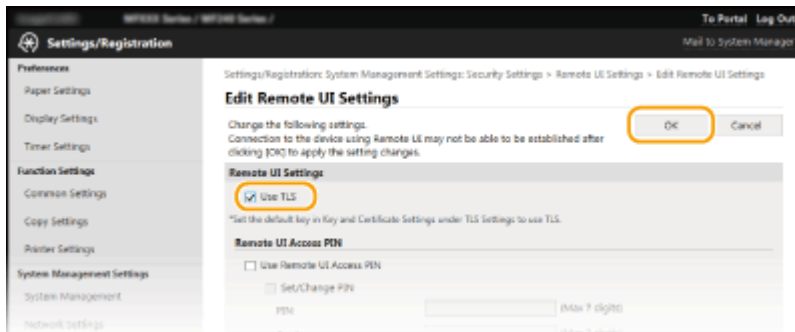 MF240 Series /
To Portal Log Out
Settings/Registration
Mail to System Manager
Preferences
Paper Settings
Display Settings
Timer Settings
Function Settings
Common Settings
Copy Settings
Printer Settings
System Management Settings
System Management
Network Settings
Settings/Registration: System Management Settings: Security Settings > Remote UI Settings > Edit Remote UI Settings
Edit Remote UI Settings
Change the following settings.
Connection to the device using Remote UI may not be able to be established after
clicking [OK] to apply the setting changes.
OK
Cancel
Remote UI Settings
Use TLS
*Set the default key in Key and Certificate Settings under TLS Settings to use TLS.
Remote UI Access PIN
Use Remote UI Access PIN
Set/Change PIN
PIN:
(Max 7 digits)